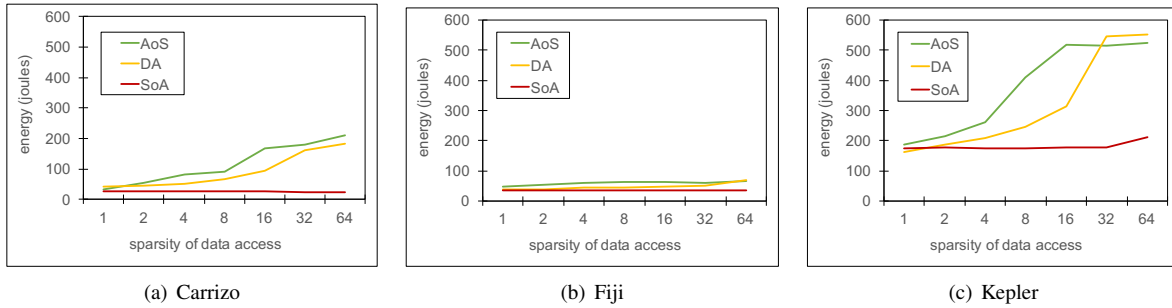 600
500
400
300
200
100
0
energy (joules)
AoS
DA
SoA
1 2 4 8 16 32 64
sparsity of data access
(a) Carrizo
600
500
400
300
200
100
0
energy (joules)
AoS
DA
SoA
1 2 4 8 16 32 64
sparsity of data access
(b) Fiji
600
500
400
300
200
100
0
energy (joules)
AoS
DA
SoA
1 2 4 8 16 32 64
sparsity of data access
(c) Kepler